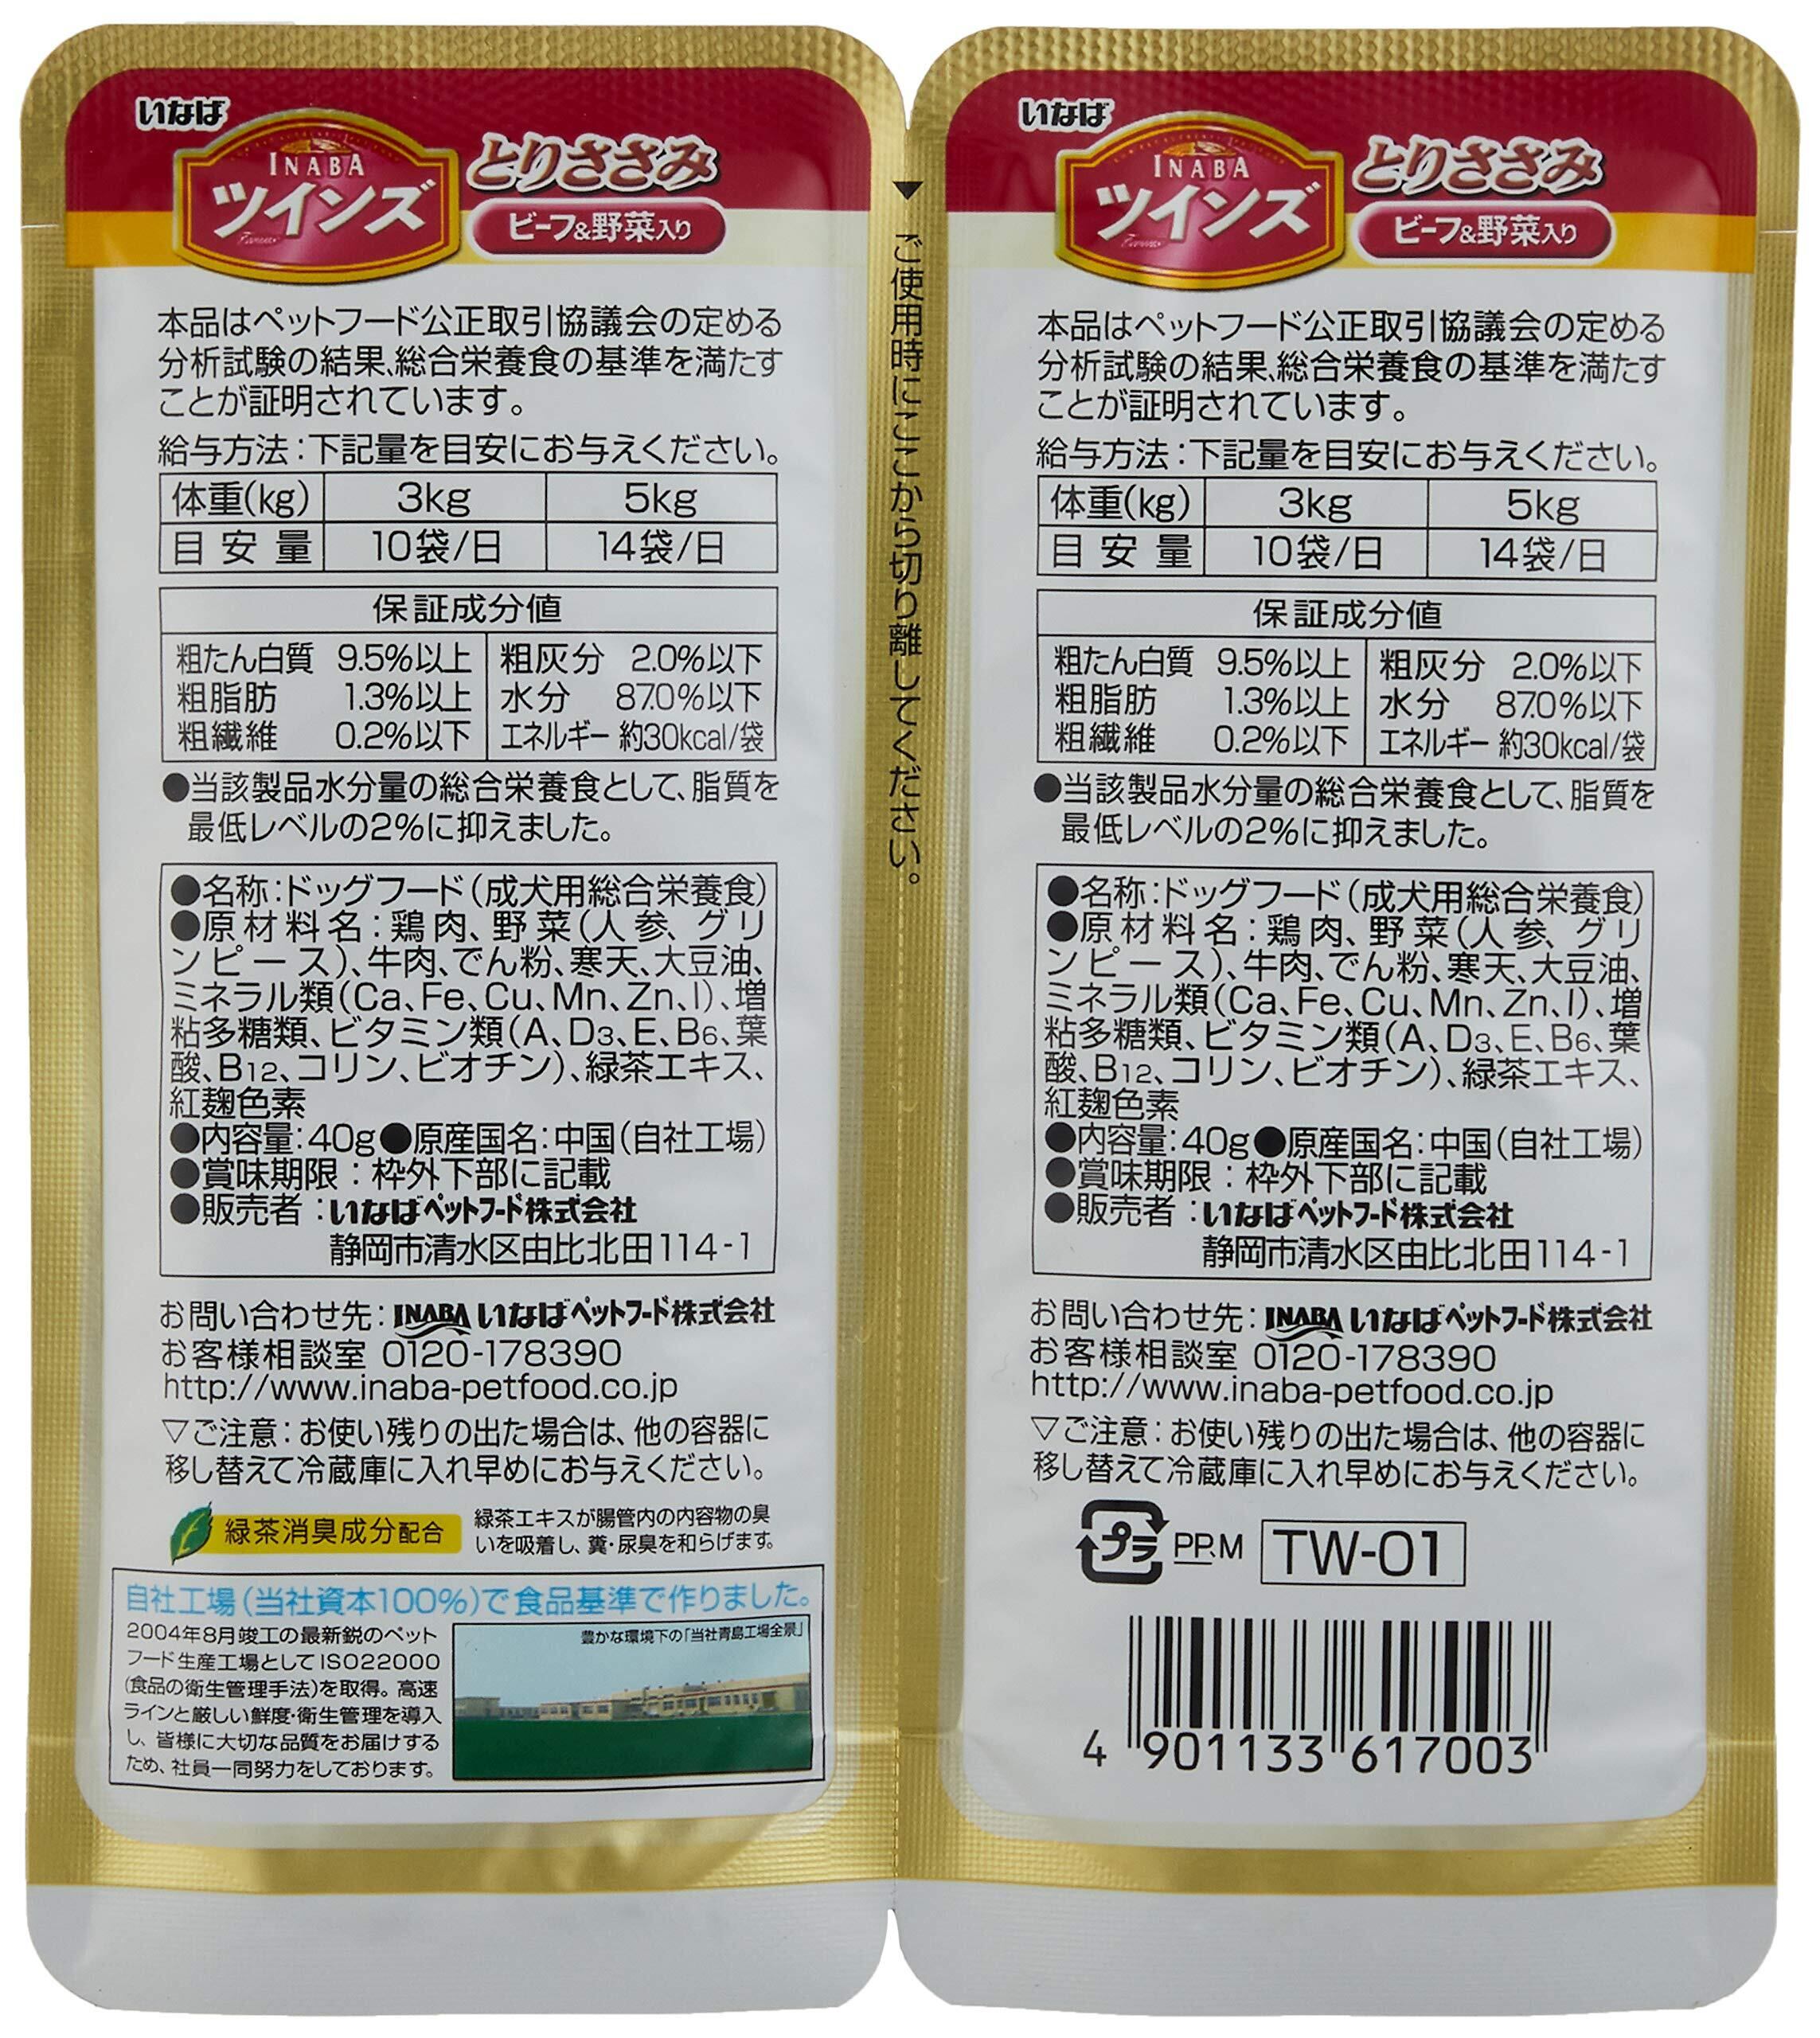 いなば
INABA
ツインズ
とりささみ
ビーフ&野菜入り
本品はペットフード公正取引協議会の定める
分析試験の結果、総合栄養食の基準を満たす
ことが証明されています。
給与方法:下記量を目安にお与えください。
体重(kg) 3kg 5kg
目安量 10袋/日 14袋/日
保証成分値
粗たん白質 9.5%以上 粗灰分 2.0%以下
粗脂肪 1.3%以上 水分 87.0%以下
粗繊維 0.2%以下 エネルギー 約30kcal/袋
●当該製品水分量の総合栄養食として、脂質を
最低レベルの2%に抑えました。
●名称:ドッグフード(成犬用総合栄養食)
●原材料名:鶏肉、野菜(人参、グリ
ンピース)、牛肉、でん粉、寒天、大豆油、
ミネラル類(Ca、Fe、Cu、Mn、Zn、I)、増
粘多糖類、ビタミン類(A、D3、E、B6、葉
酸、B12、コリン、ビオチン)、緑茶エキス、
紅麹色素
●内容量:40g●原産国名:中国(自社工場)
●賞味期限:枠外下部に記載
●販売者:いなばペットフード株式会社
静岡市清水区由比北田114-1
お問い合わせ先:INABA いなばペットフード株式会社
お客様相談室 0120-178390
http://www.inaba-petfood.co.jp
▽ご注意:お使い残りの出た場合は、他の容器に
移し替えて冷蔵庫に入れ早めにお与えください。
緑茶消臭成分配合
緑茶エキスが腸管内の内容物の臭
いを吸着し、糞・尿臭を和らげます。
自社工場(当社資本100%)で食品基準で作りました。
2004年8月竣工の最新鋭のペット
フード生産工場としてISO22000
(食品の衛生管理手法)を取得。高速
ラインと厳しい鮮度・衛生管理を導入
し、皆様に大切な品質をお届けする
ため、社員一同努力をしております。
豊かな環境下の「当社青島工場全景」
▼ご使用時にここから切り離してください。
いなば
INABA
ツインズ
とりささみ
ビーフ&野菜入り
本品はペットフード公正取引協議会の定める
分析試験の結果、総合栄養食の基準を満たす
ことが証明されています。
給与方法:下記量を目安にお与えください。
体重(kg) 3kg 5kg
目安量 10袋/日 14袋/日
保証成分値
粗たん白質 9.5%以上 粗灰分 2.0%以下
粗脂肪 1.3%以上 水分 87.0%以下
粗繊維 0.2%以下 エネルギー 約30kcal/袋
●当該製品水分量の総合栄養食として、脂質を
最低レベルの2%に抑えました。
●名称:ドッグフード(成犬用総合栄養食)
●原材料名:鶏肉、野菜(人参、グリ
ンピース)、牛肉、でん粉、寒天、大豆油、
ミネラル類(Ca、Fe、Cu、Mn、Zn、I)、増
粘多糖類、ビタミン類(A、D3、E、B6、葉
酸、B12、コリン、ビオチン)、緑茶エキス、
紅麹色素
●内容量:40g●原産国名:中国(自社工場)
●賞味期限:枠外下部に記載
●販売者:いなばペットフード株式会社
静岡市清水区由比北田114-1
お問い合わせ先:INABA いなばペットフード株式会社
お客様相談室 0120-178390
http://www.inaba-petfood.co.jp
▽ご注意:お使い残りの出た場合は、他の容器に
移し替えて冷蔵庫に入れ早めにお与えください。
プラ PP.M TW-01
4 901133 617003